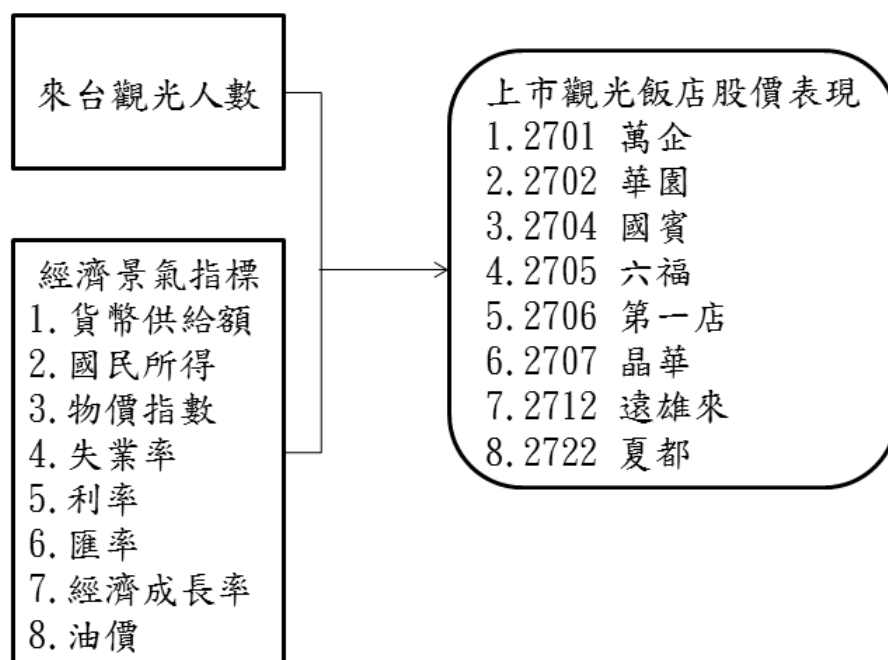 來台觀光人數
經濟景氣指標
1.貨幣供給額
2.國民所得
3.物價指數
4.失業率
5.利率
6.匯率
7.經濟成長率
8.油價
上市觀光飯店股價表現
1.2701 萬企
2.2702 華園
3.2704 國賓
4.2705 六福
5.2706 第一店
6.2707 晶華
7.2712 遠雄來
8.2722 夏都